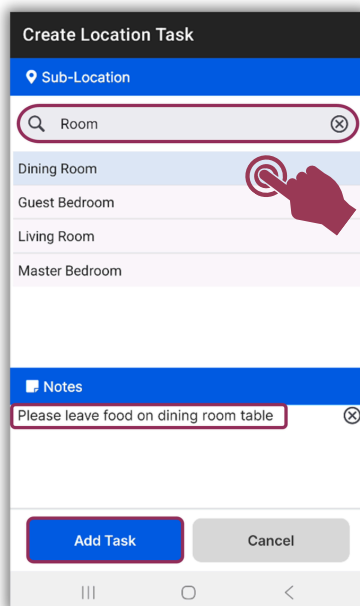 Create Location Task
Sub-Location
Room
Dining Room
Guest Bedroom
Living Room
Master Bedroom
Notes
Please leave food on dining room table
Add Task
Cancel